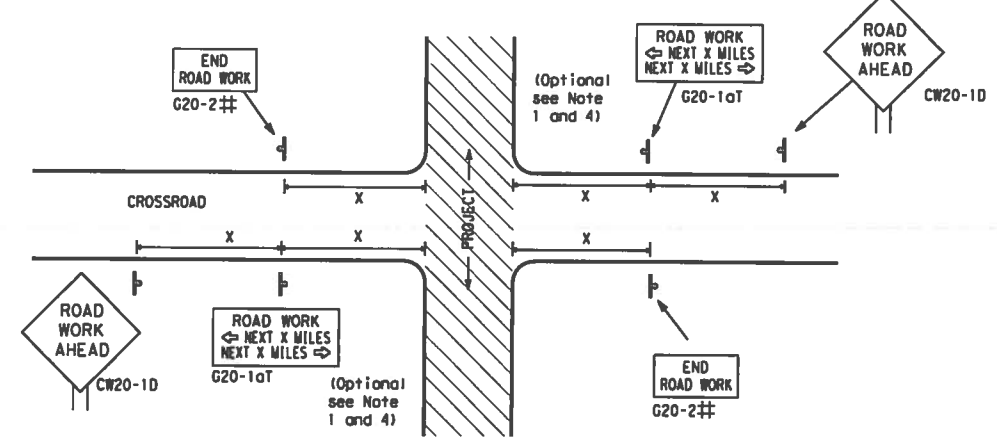 END
ROAD WORK
G20-2#
ROAD WORK
⇦ NEXT X MILES
NEXT X MILES ⇨
G20-1aT
(Optional
see Note
1 and 4)
ROAD
WORK
AHEAD
CW20-1D
X
X
X
CROSSROAD
PROJECT
X
X
X
ROAD
WORK
AHEAD
CW20-1D
ROAD WORK
⇦ NEXT X MILES
NEXT X MILES ⇨
G20-1aT
(Optional
see Note
1 and 4)
END
ROAD WORK
G20-2#